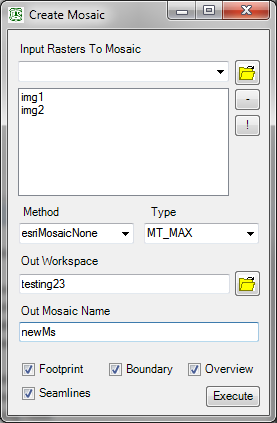 Create Mosaic
Input Rasters To Mosaic
-
img1
img2
!
Method Type
esriMosaicNone MT_MAX
Out Workspace
testing23
Out Mosaic Name
newMs
Footprint Boundary Overview
Seamlines Execute